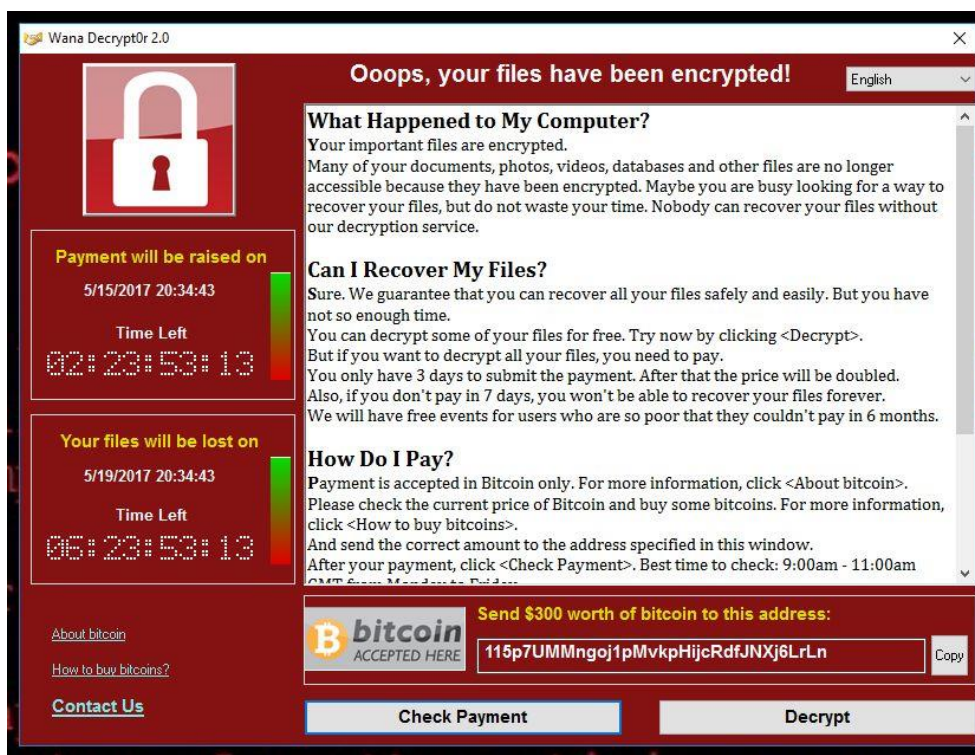 Wana Decrypt0r 2.0
Ooops, your files have been encrypted!
English
Payment will be raised on
5/15/2017 20:34:43
Time Left
02:23:53:13
Your files will be lost on
5/19/2017 20:34:43
Time Left
06:23:53:13
About bitcoin
How to buy bitcoins?
Contact Us
What Happened to My Computer?
Your important files are encrypted.
Many of your documents, photos, videos, databases and other files are no longer
accessible because they have been encrypted. Maybe you are busy looking for a way to
recover your files, but do not waste your time. Nobody can recover your files without
our decryption service.
Can I Recover My Files?
Sure. We guarantee that you can recover all your files safely and easily. But you have
not so enough time.
You can decrypt some of your files for free. Try now by clicking <Decrypt>.
But if you want to decrypt all your files, you need to pay.
You only have 3 days to submit the payment. After that the price will be doubled.
Also, if you don't pay in 7 days, you won't be able to recover your files forever.
We will have free events for users who are so poor that they couldn't pay in 6 months.
How Do I Pay?
Payment is accepted in Bitcoin only. For more information, click <About bitcoin>.
Please check the current price of Bitcoin and buy some bitcoins. For more information,
click <How to buy bitcoins>.
And send the correct amount to the address specified in this window.
After your payment, click <Check Payment>. Best time to check: 9:00am - 11:00am
GMT from Monday to Friday
bitcoin
ACCEPTED HERE
Send $300 worth of bitcoin to this address:
115p7UMMngoj1pMvkpHijcRdfJNXj6LrLn
Copy
Check Payment
Decrypt